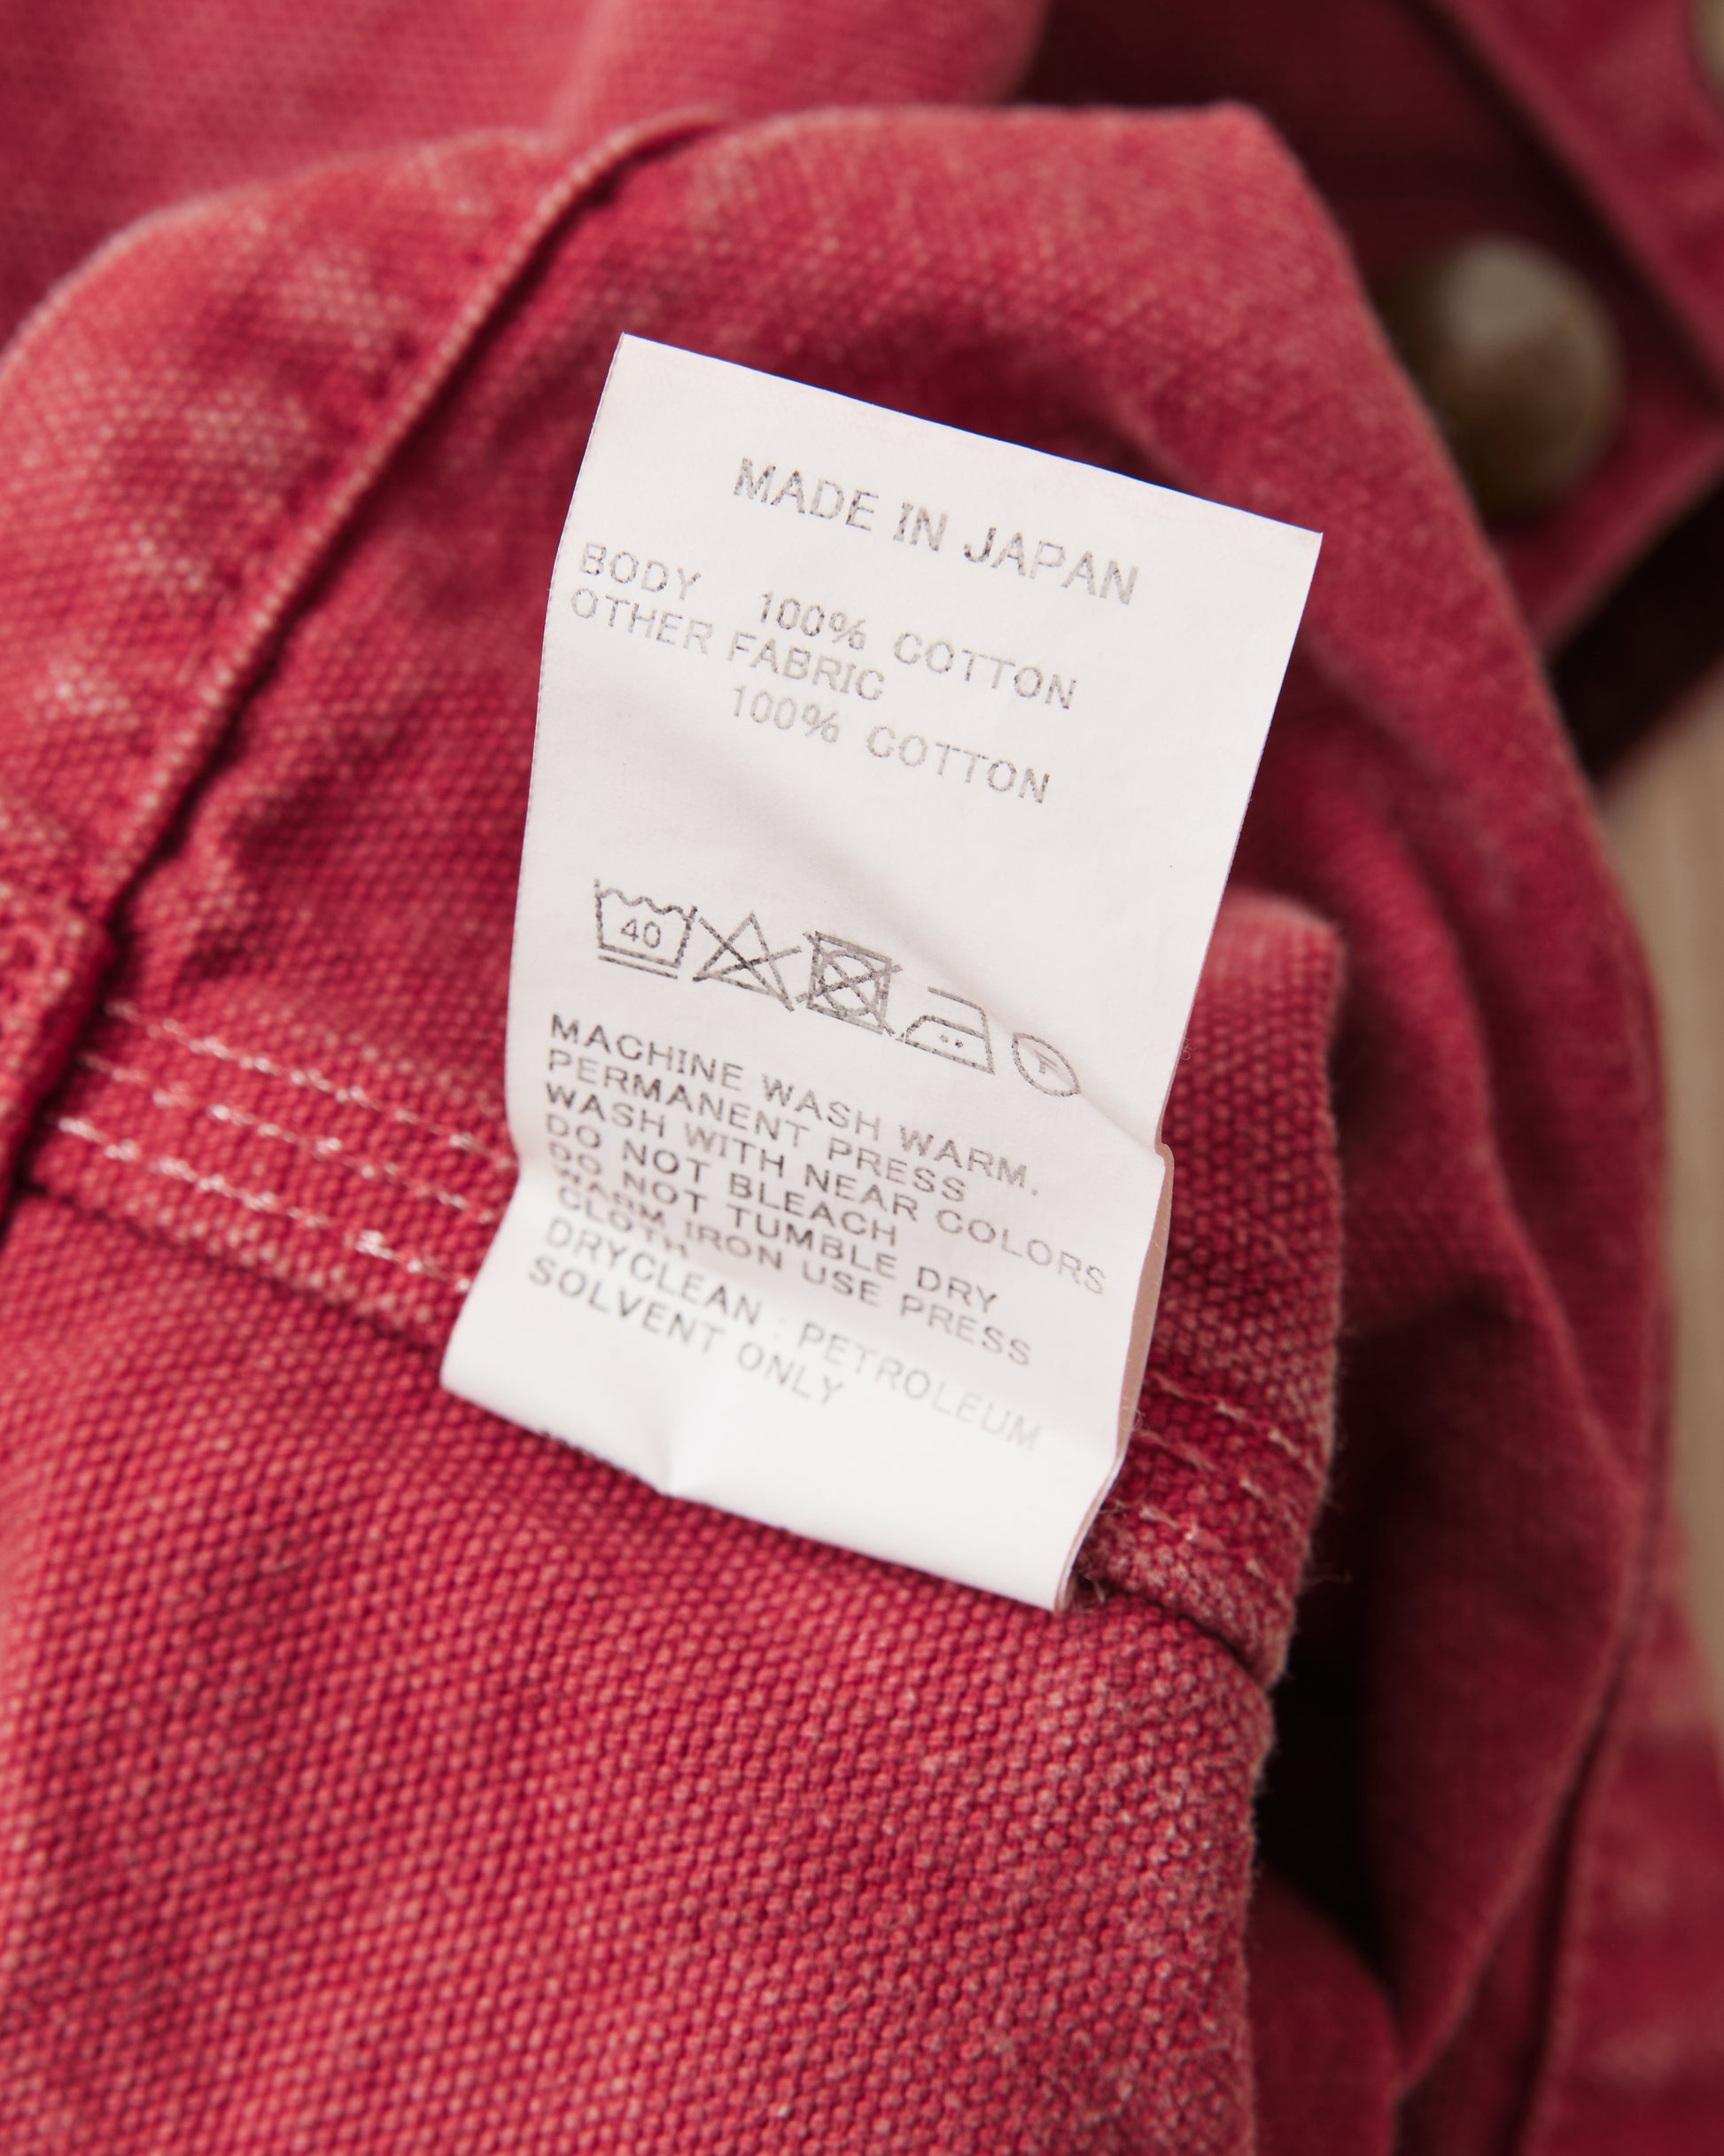 MADE IN JAPAN
BODY 100% COTTON
OTHER FABRIC
100% COTTON
40
P
MACHINE WASH WARM.
PERMANENT PRESS
WASH WITH NEAR COLORS
DO NOT BLEACH
DO NOT TUMBLE DRY
WARM IRON USE PRESS
CLOTH
DRYCLEAN : PETROLEUM
SOLVENT ONLY